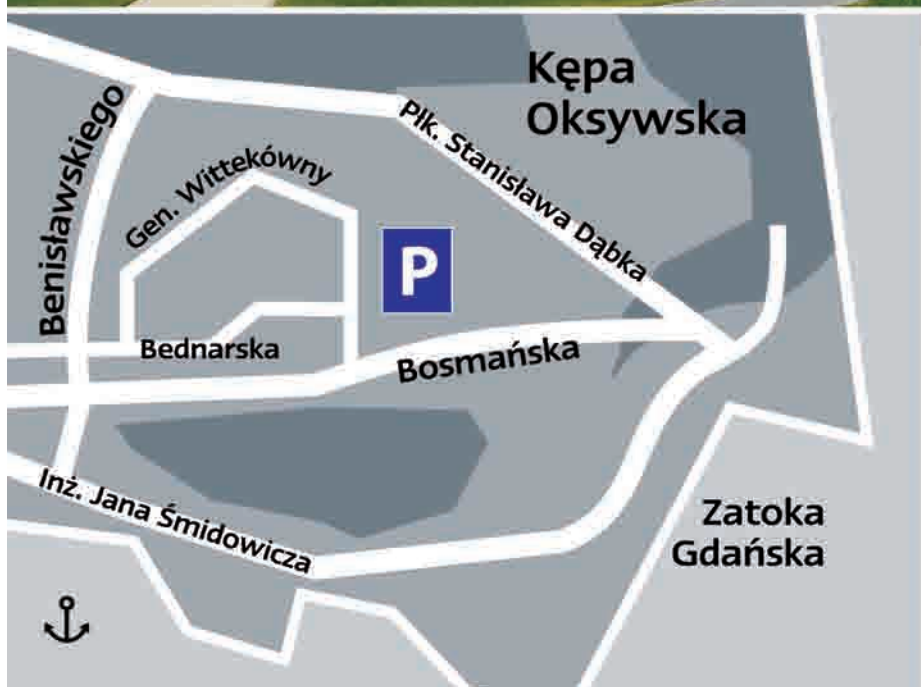 Kępa
Oksywska
Płk. Stanisława Dąbka
Benisławskiego
Gen. Wittekówny
P
Bednarska
Bosmańska
Inż. Jana Śmidowicza
Zatoka
Gdańska